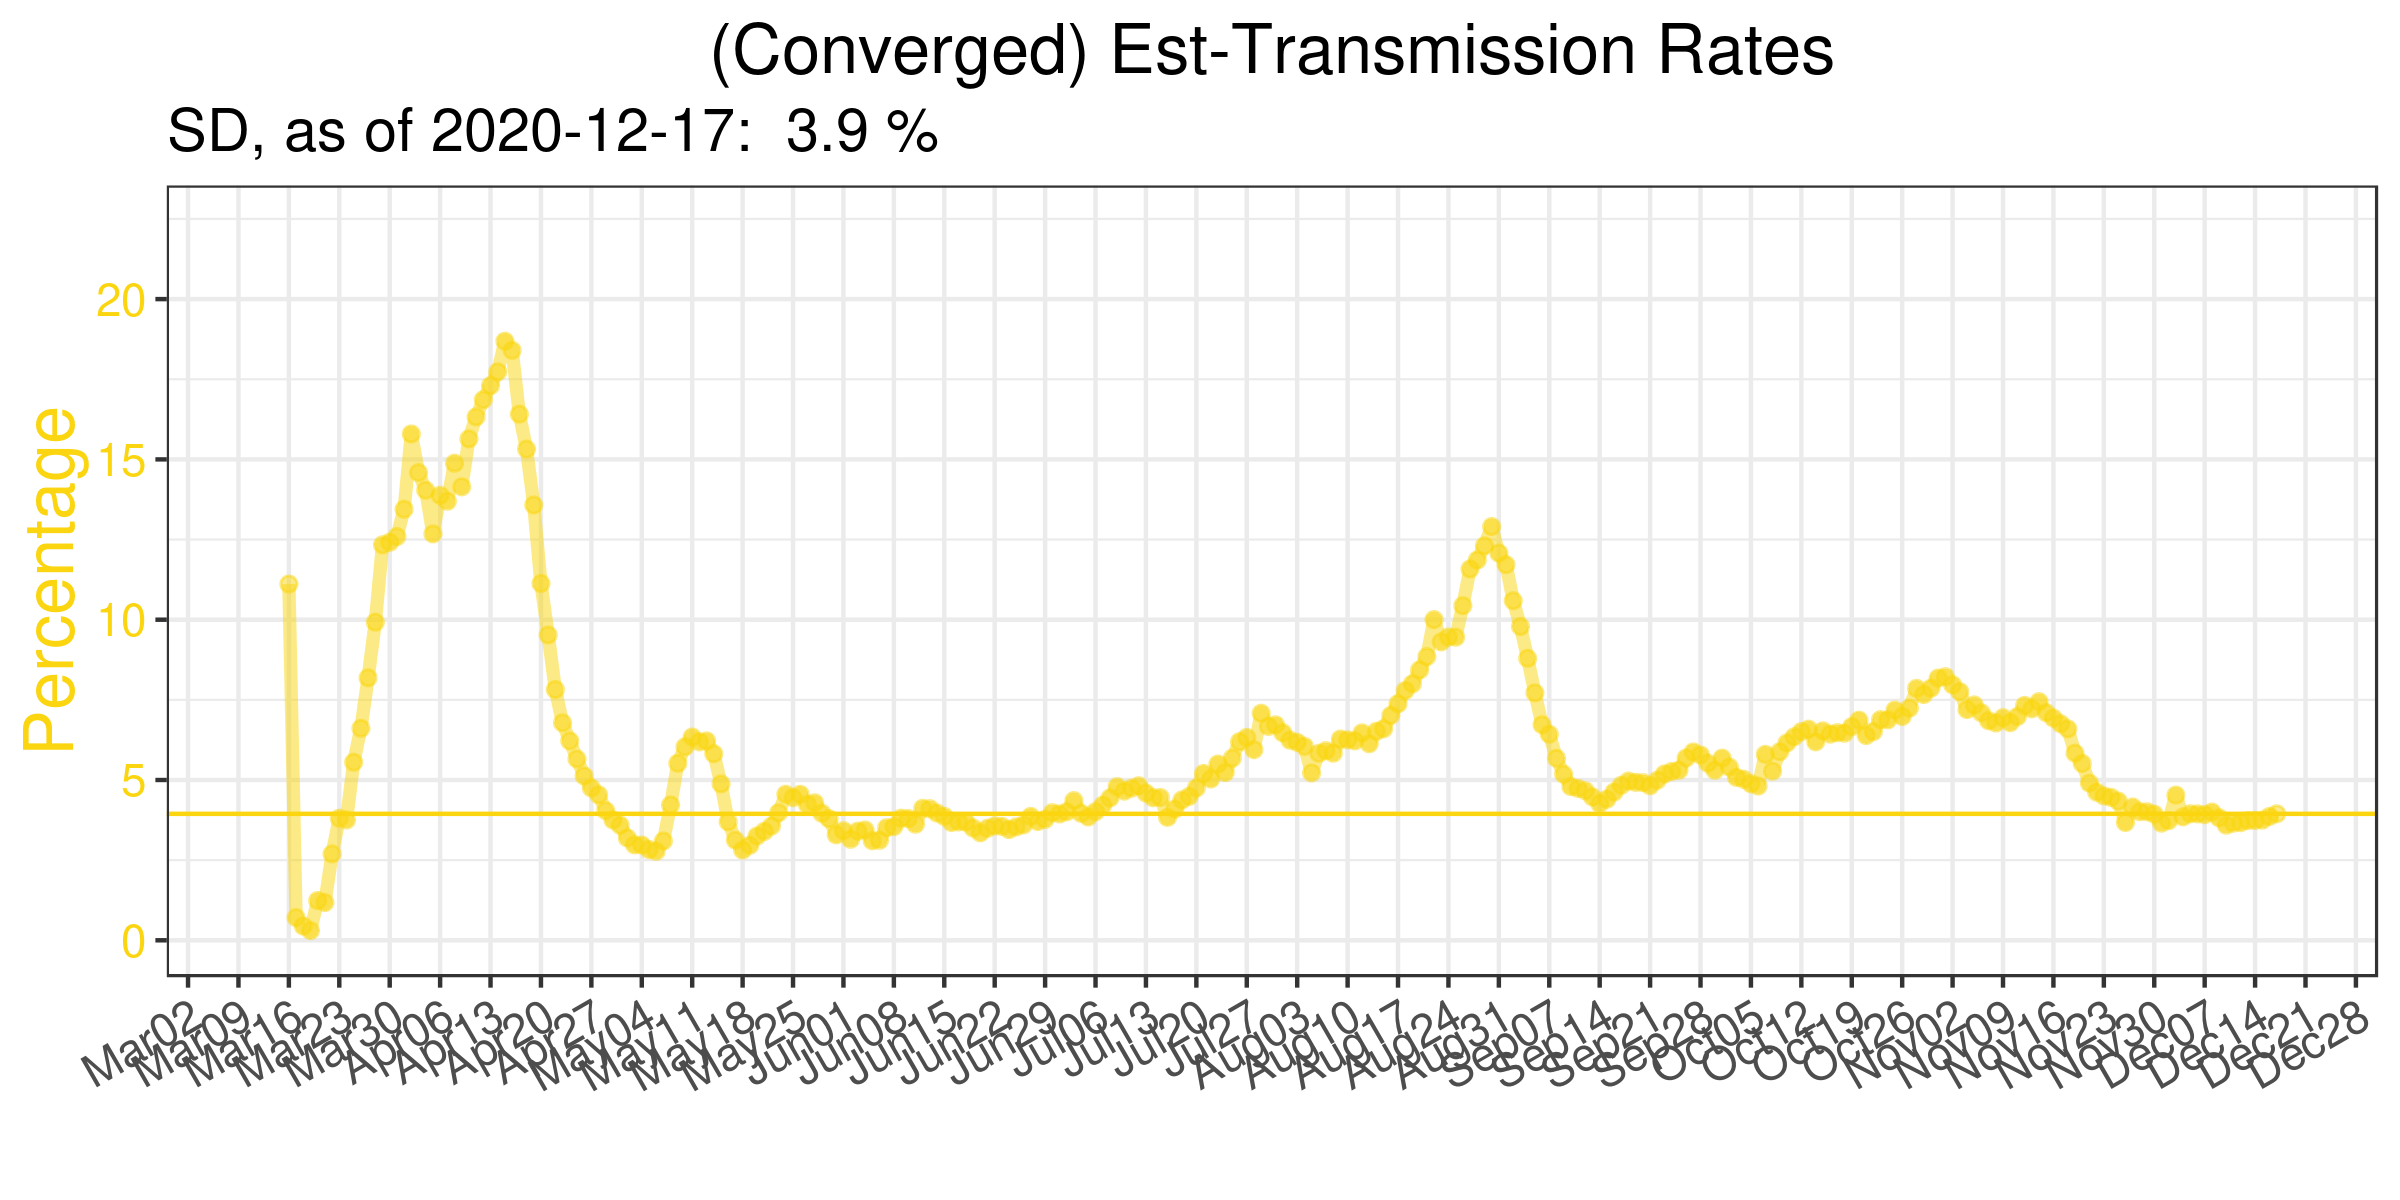 (Converged) Est-Transmission Rates
SD, as of 2020-12-17:  3.9 %
Percentage
20
15
10
5
0
Mar02
Mar09
Mar16
Mar23
Mar30
Apr06
Apr13
Apr20
Apr27
May04
May11
May18
May25
Jun01
Jun08
Jun15
Jun22
Jun29
Jul06
Jul13
Jul20
Jul27
Aug03
Aug10
Aug17
Aug24
Aug31
Sep07
Sep14
Sep21
Sep28
Oct05
Oct12
Oct19
Oct26
Nov02
Nov09
Nov16
Nov23
Nov30
Dec07
Dec14
Dec21
Dec28